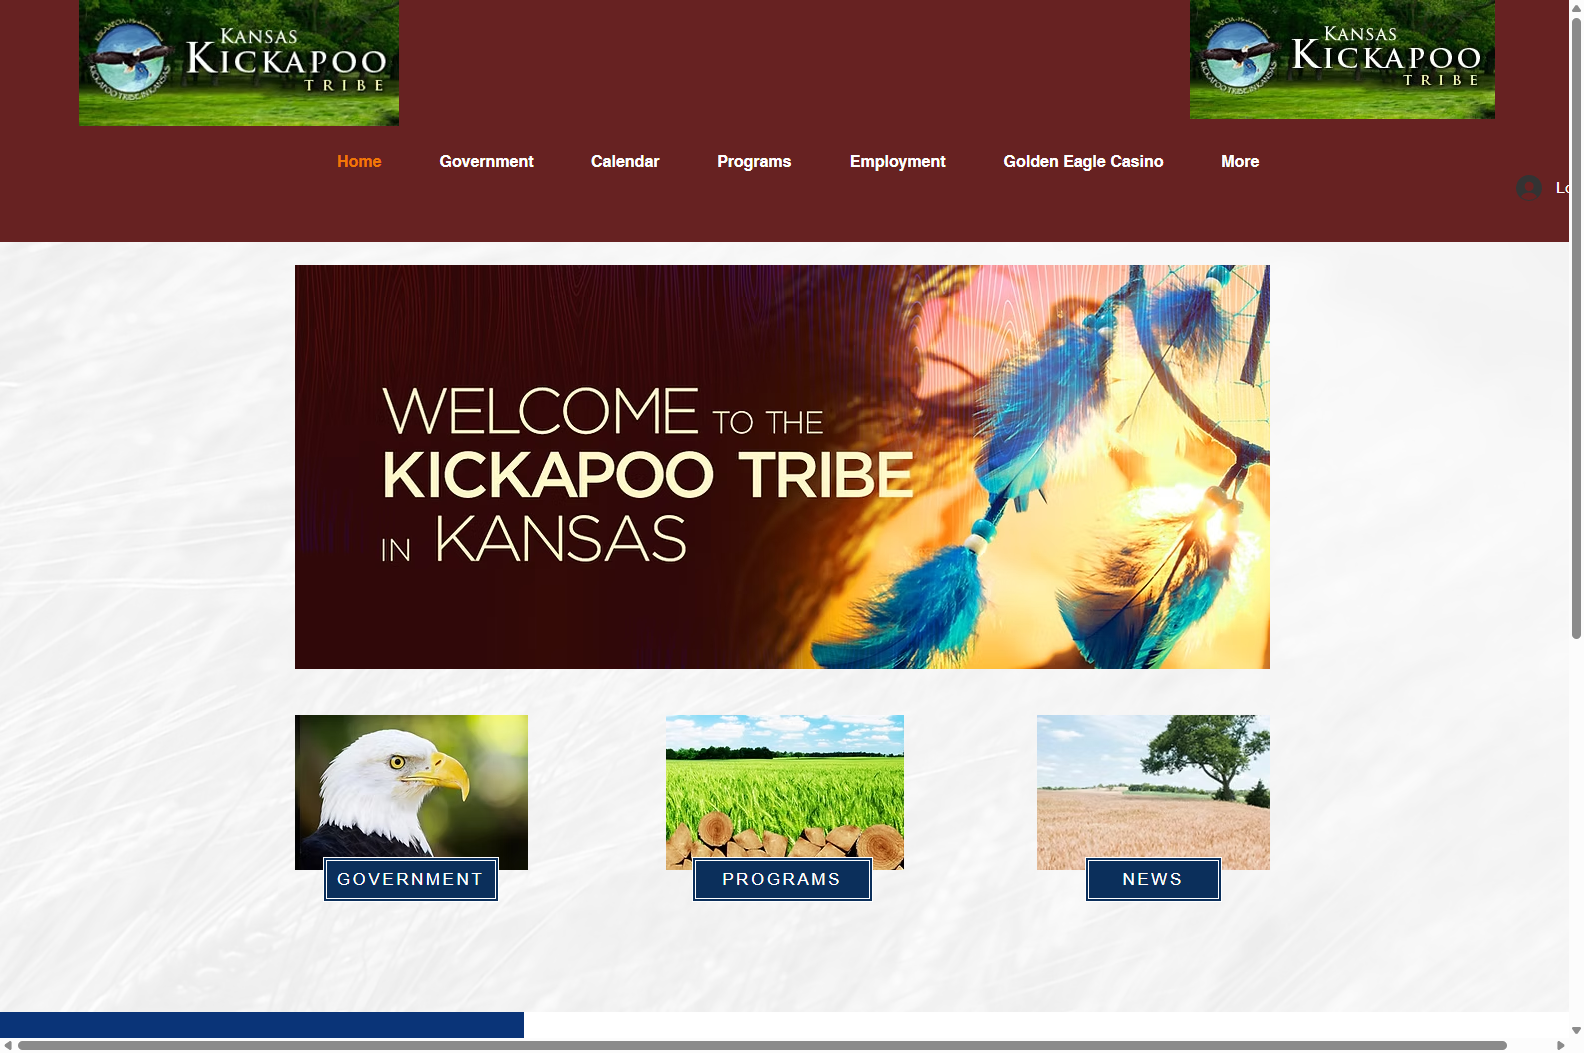 KANSAS
KICKAPOO
TRIBE
KANSAS
KICKAPOO
TRIBE
Home
Government
Calendar
Programs
Employment
Golden Eagle Casino
More
WELCOME TO THE
KICKAPOO TRIBE
IN KANSAS
GOVERNMENT
PROGRAMS
NEWS